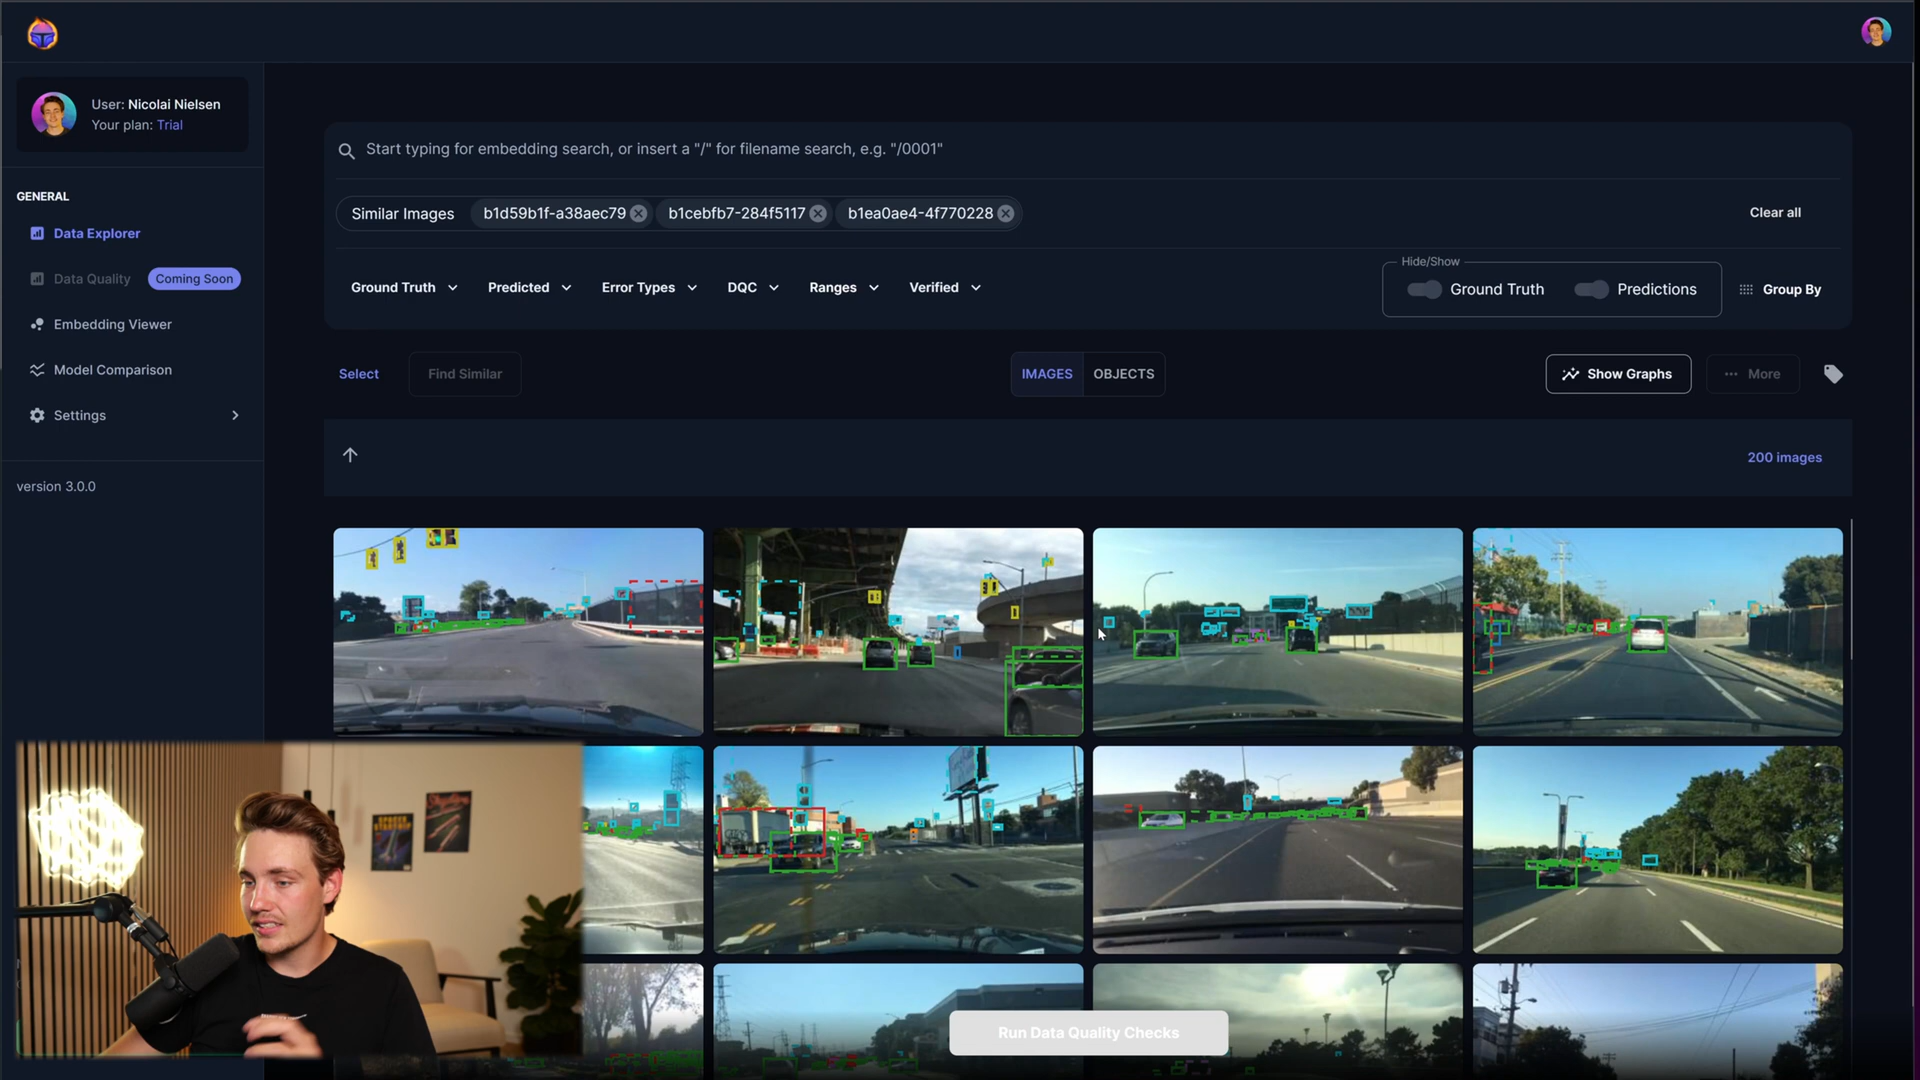 User: Nicolai Nielsen
Your plan: Trial
GENERAL
Data Explorer
Data Quality Coming Soon
Embedding Viewer
Model Comparison
Settings
version 3.0.0
Start typing for embedding search, or insert a "/" for filename search, e.g. "/0001"
Similar Images b1d59b1f-a38aec79 b1cebfb7-284f5117 b1ea0ae4-4f770228 Clear all
Ground Truth Predicted Error Types DQC Ranges Verified
Hide/Show
Ground Truth Predictions Group By
Select Find Similar IMAGES OBJECTS Show Graphs ... More
200 images
Run Data Quality Checks